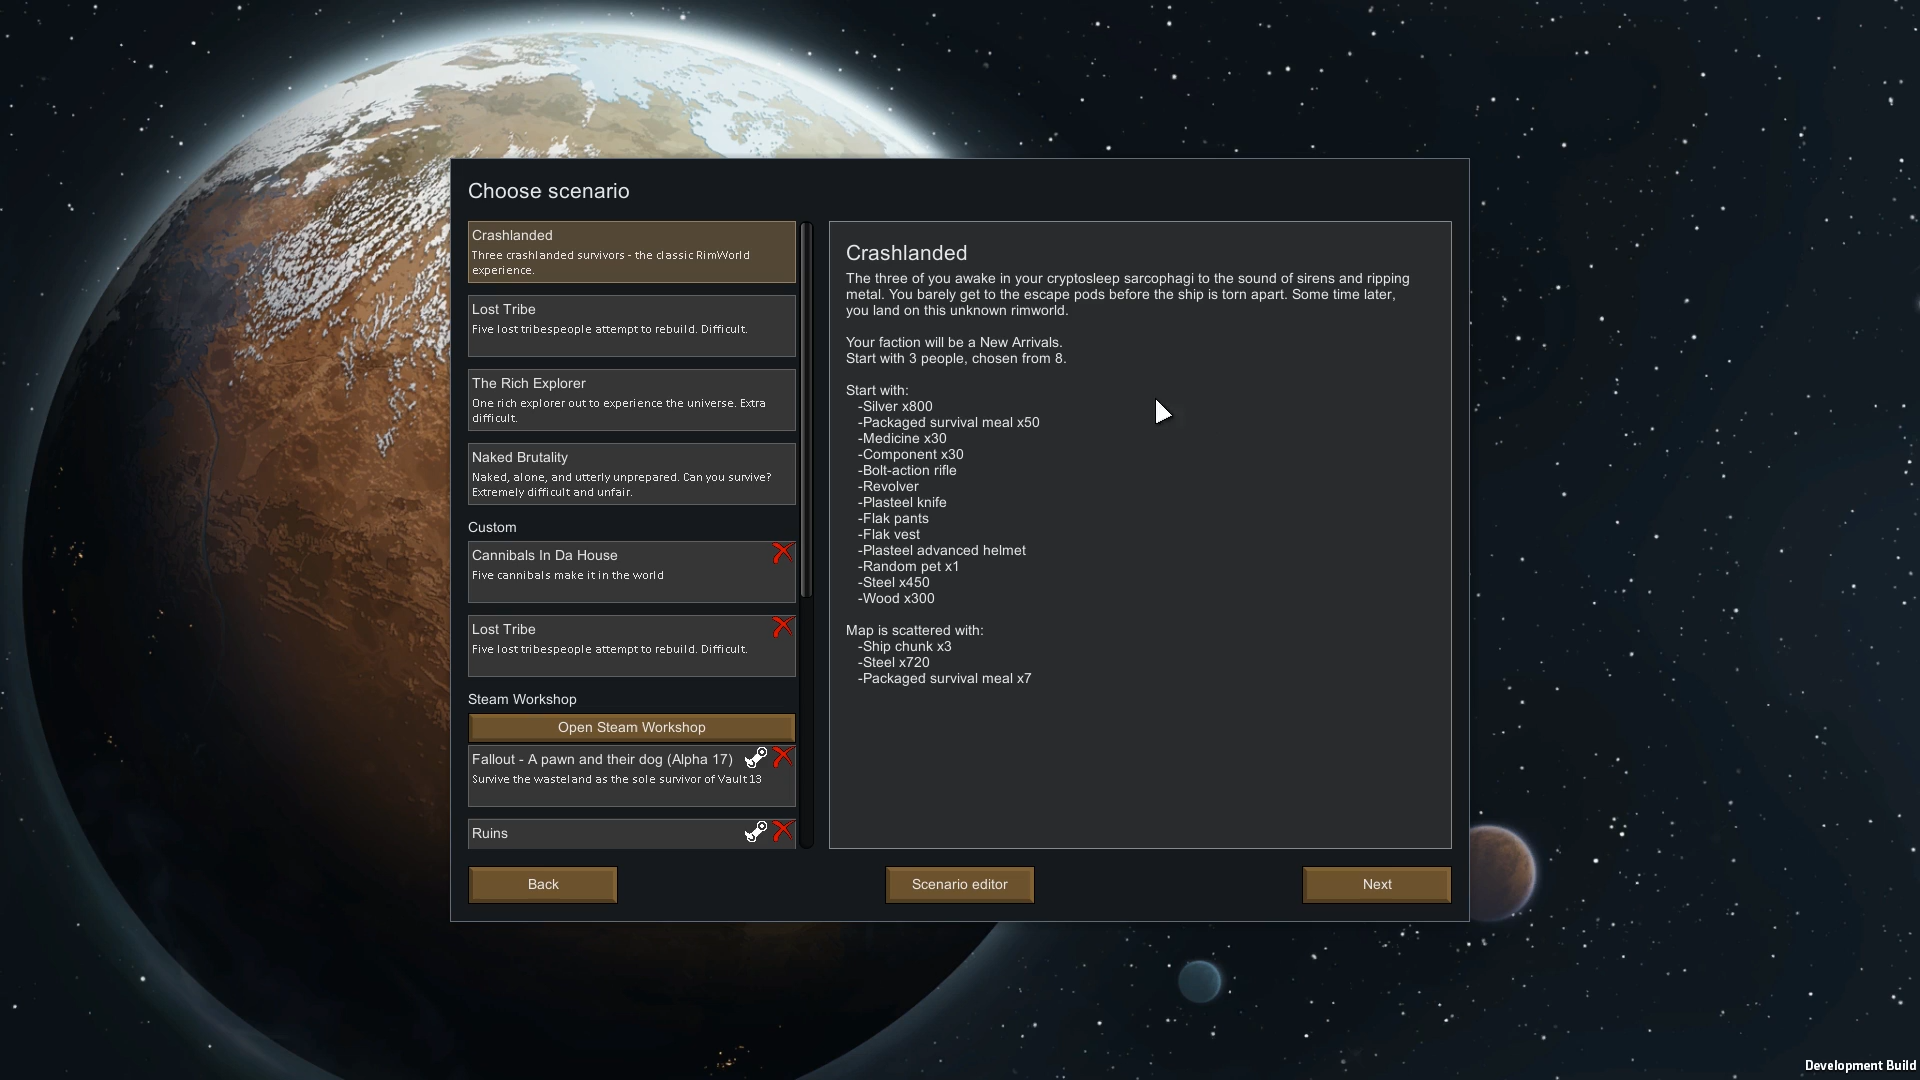 Choose scenario
Crashlanded
Three crashlanded survivors - the classic RimWorld
experience.
Lost Tribe
Five lost tribespeople attempt to rebuild. Difficult.
The Rich Explorer
One rich explorer out to experience the universe. Extra
difficult.
Naked Brutality
Naked, alone, and utterly unprepared. Can you survive?
Extremely difficult and unfair.
Custom
Cannibals In Da House
Five cannibals make it in the world
Lost Tribe
Five lost tribespeople attempt to rebuild. Difficult.
Steam Workshop
Open Steam Workshop
Fallout - A pawn and their dog (Alpha 17)
Survive the wasteland as the sole survivor of Vault 13
Ruins
Crashlanded
The three of you awake in your cryptosleep sarcophagi to the sound of sirens and ripping
metal. You barely get to the escape pods before the ship is torn apart. Some time later,
you land on this unknown rimworld.
Your faction will be a New Arrivals.
Start with 3 people, chosen from 8.
Start with:
-Silver x800
-Packaged survival meal x50
-Medicine x30
-Component x30
-Bolt-action rifle
-Revolver
-Plasteel knife
-Flak pants
-Flak vest
-Plasteel advanced helmet
-Random pet x1
-Steel x450
-Wood x300
Map is scattered with:
-Ship chunk x3
-Steel x720
-Packaged survival meal x7
Back
Scenario editor
Next
Development Build